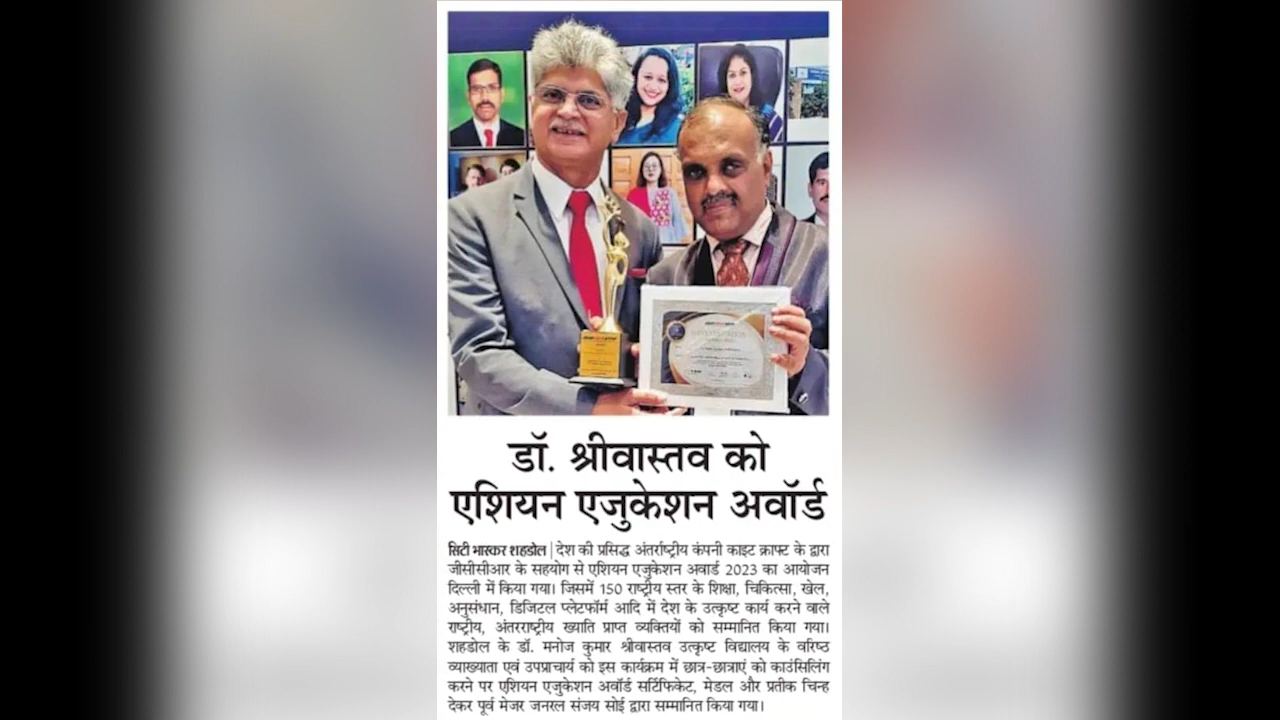 डॉ. श्रीवास्तव को
एशियन एजुकेशन अवॉर्ड
सिटी भास्कर शहडोल | देश की प्रसिद्ध अंतर्राष्ट्रीय कंपनी काइट क्राफ्ट के द्वारा
जीसीसीआर के सहयोग से एशियन एजुकेशन अवार्ड 2023 का आयोजन
दिल्ली में किया गया। जिसमें 150 राष्ट्रीय स्तर के शिक्षा, चिकित्सा, खेल,
अनुसंधान, डिजिटल प्लेटफॉर्म आदि में देश के उत्कृष्ट कार्य करने वाले
राष्ट्रीय, अंतरराष्ट्रीय ख्याति प्राप्त व्यक्तियों को सम्मानित किया गया।
शहडोल के डॉ. मनोज कुमार श्रीवास्तव उत्कृष्ट विद्यालय के वरिष्ठ
व्याख्याता एवं उपप्राचार्य को इस कार्यक्रम में छात्र-छात्राएं को काउंसिलिंग
करने पर एशियन एजुकेशन अवॉर्ड सर्टिफिकेट, मेडल और प्रतीक चिन्ह
देकर पूर्व मेजर जनरल संजय सोई द्वारा सम्मानित किया गया।